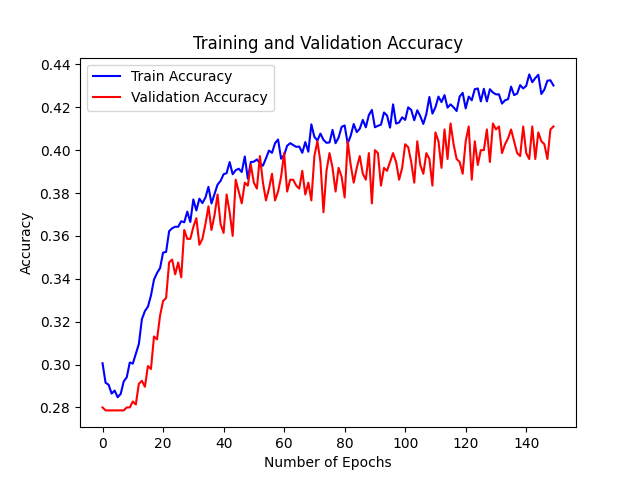 Training and Validation Accuracy
Train Accuracy
Validation Accuracy
Accuracy
0.44
0.42
0.40
0.38
0.36
0.34
0.32
0.30
0.28
0 20 40 60 80 100 120 140
Number of Epochs